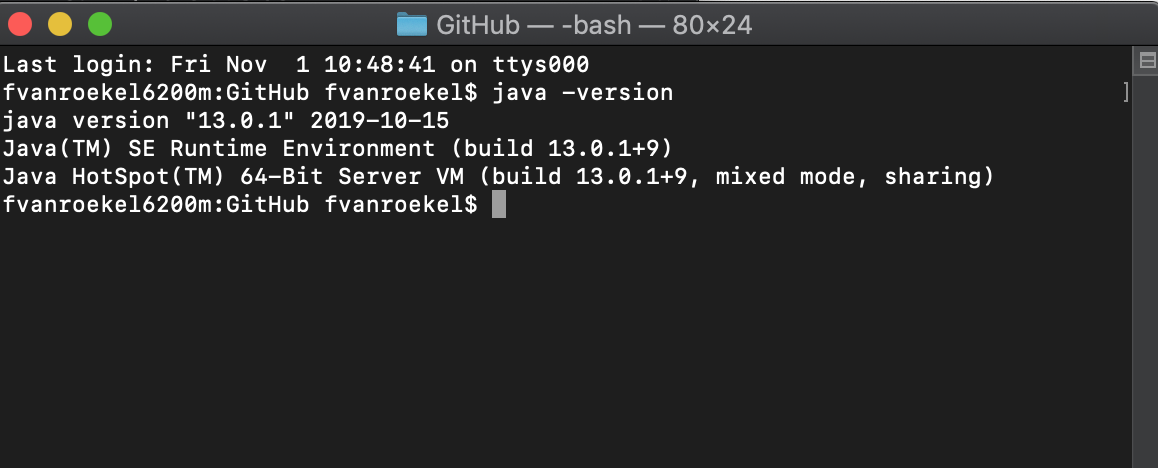 GitHub — -bash — 80×24
Last login: Fri Nov  1 10:48:41 on ttys000
fvanroekel6200m:GitHub fvanroekel$ java -version
]
java version "13.0.1" 2019-10-15
Java(TM) SE Runtime Environment (build 13.0.1+9)
Java HotSpot(TM) 64-Bit Server VM (build 13.0.1+9, mixed mode, sharing)
fvanroekel6200m:GitHub fvanroekel$